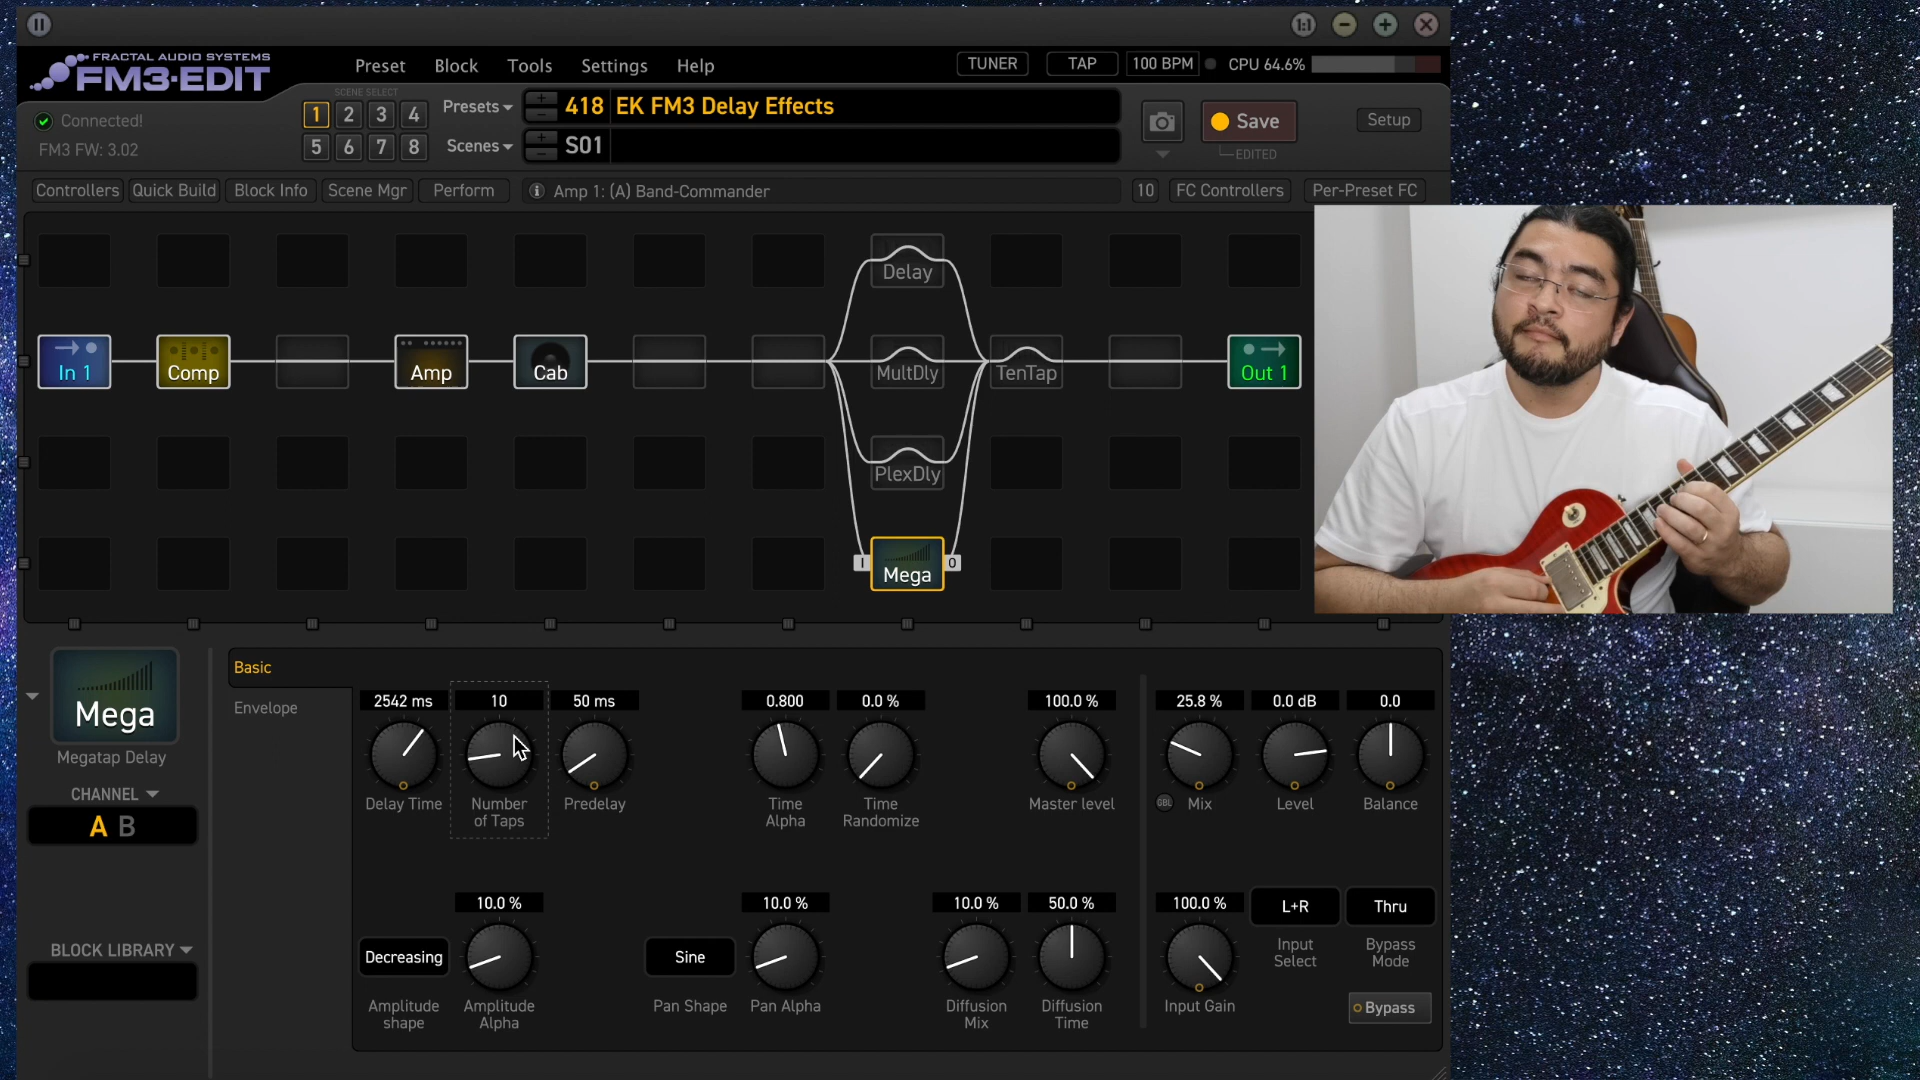 1:1
FRACTAL AUDIO SYSTEMS
FM3-EDIT
Preset Block Tools Settings Help
TUNER TAP 100 BPM CPU 64.6%
SCENE SELECT
1 2 3 4
5 6 7 8
Presets 418 EK FM3 Delay Effects
Scenes S01
Connected!
FM3 FW: 3.02
Save
EDITED
Setup
Controllers Quick Build Block Info Scene Mgr Perform
Amp 1: (A) Band-Commander
10 FC Controllers Per-Preset FC
Delay
In 1 Comp Amp Cab MultDly TenTap Out 1
PlexDly
I Mega O
Mega
Megatap Delay
CHANNEL
A B
BLOCK LIBRARY
Basic
Envelope
2542 ms 10 50 ms 0.800 0.0 % 100.0 % 25.8 % 0.0 dB 0.0
Delay Time Number of Taps Predelay Time Alpha Time Randomize Master level GBL Mix Level Balance
10.0 % 10.0 % 10.0 % 50.0 % 100.0 %
Decreasing Sine L+R Thru
Amplitude shape Amplitude Alpha Pan Shape Pan Alpha Diffusion Mix Diffusion Time Input Gain Input Select Bypass Mode
Bypass